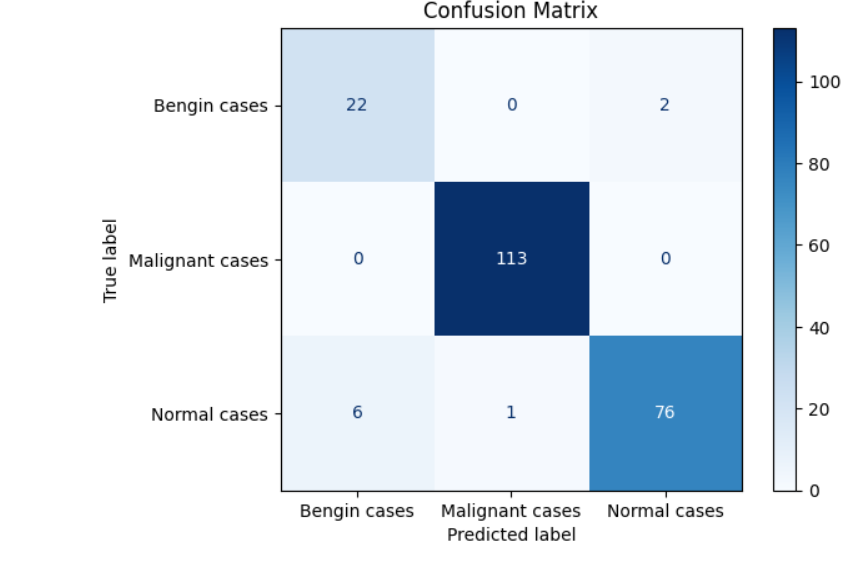 Confusion Matrix
Bengin cases
22
0
2
Malignant cases
0
113
0
Normal cases
6
1
76
True label
Bengin cases
Malignant cases
Normal cases
Predicted label
100
80
60
40
20
0